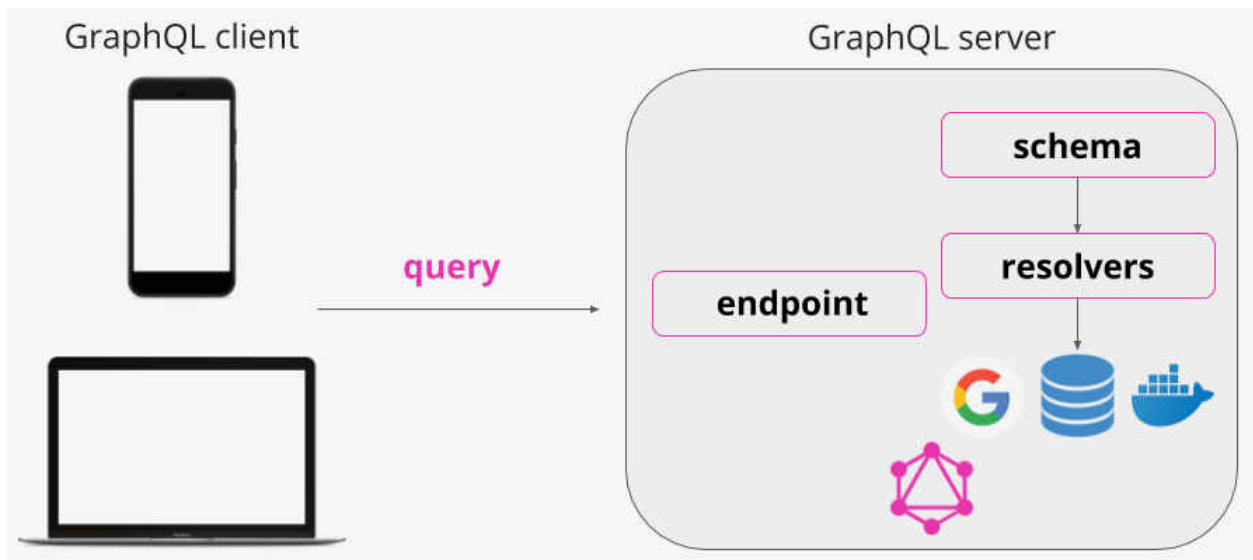 GraphQL client
GraphQL server
schema
query
resolvers
endpoint